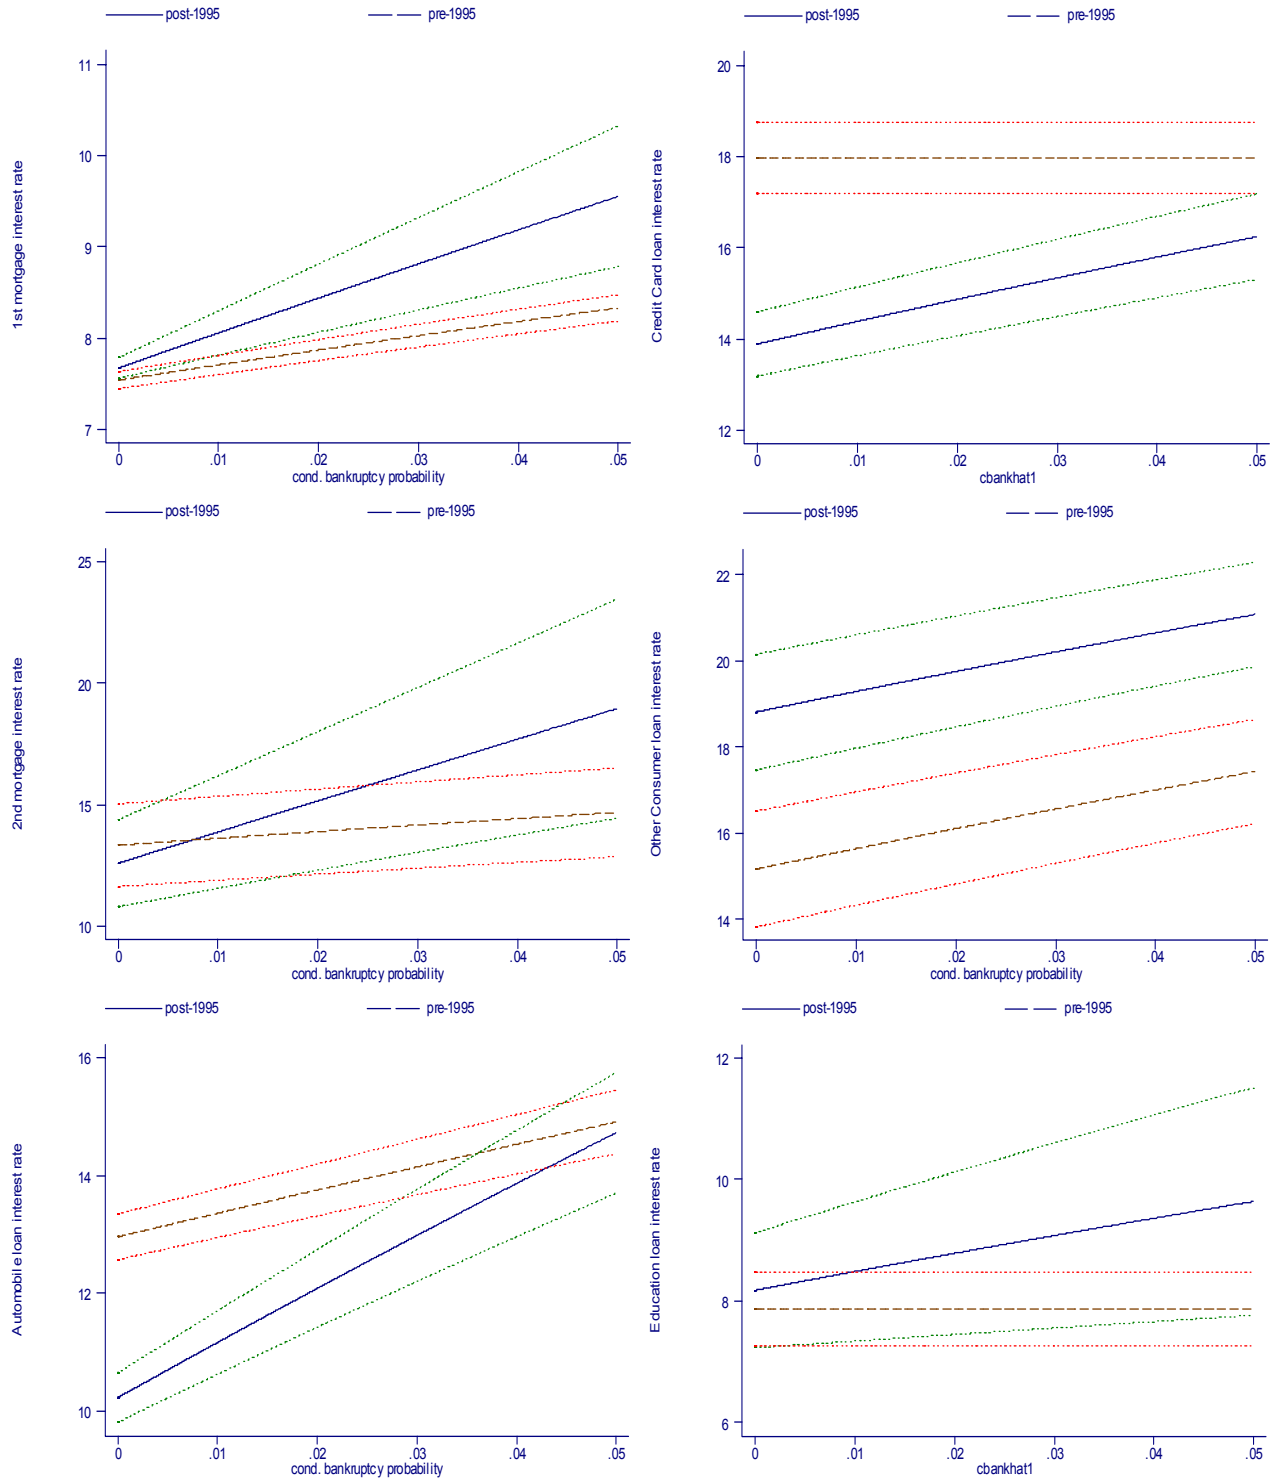 post-1995 pre-1995
1st mortgage interest rate
11
10
9
8
7
0 .01 .02 .03 .04 .05
cond. bankruptcy probability
post-1995 pre-1995
Credit Card loan interest rate
20
18
16
14
12
0 .01 .02 .03 .04 .05
cbankhat1
post-1995 pre-1995
2nd mortgage interest rate
25
20
15
10
0 .01 .02 .03 .04 .05
cond. bankruptcy probability
post-1995 pre-1995
Other Consumer loan interest rate
22
20
18
16
14
0 .01 .02 .03 .04 .05
cond. bankruptcy probability
post-1995 pre-1995
Automobile loan interest rate
16
14
12
10
0 .01 .02 .03 .04 .05
cond. bankruptcy probability
post-1995 pre-1995
Education loan interest rate
12
10
8
6
0 .01 .02 .03 .04 .05
cbankhat1